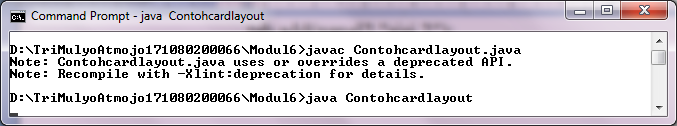 Command Prompt - java  Contohcardlayout
D:\TriMulyoAtmojo171080200066\Modul6>javac Contohcardlayout.java
Note: Contohcardlayout.java uses or overrides a deprecated API.
Note: Recompile with -Xlint:deprecation for details.
D:\TriMulyoAtmojo171080200066\Modul6>java Contohcardlayout